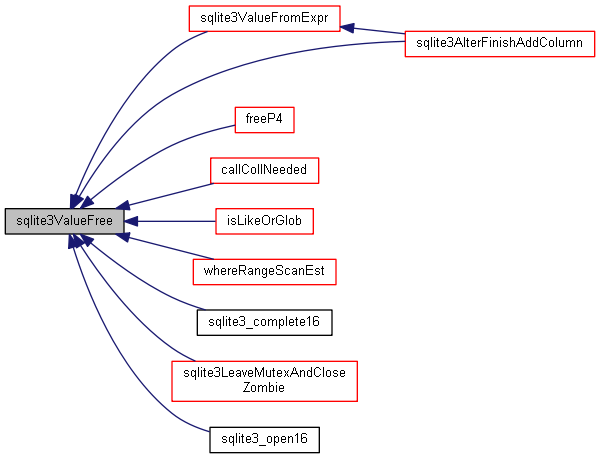 sqlite3ValueFromExpr
sqlite3AlterFinishAddColumn
freeP4
callCollNeeded
sqlite3ValueFree
isLikeOrGlob
whereRangeScanEst
sqlite3_complete16
sqlite3LeaveMutexAndClose
Zombie
sqlite3_open16